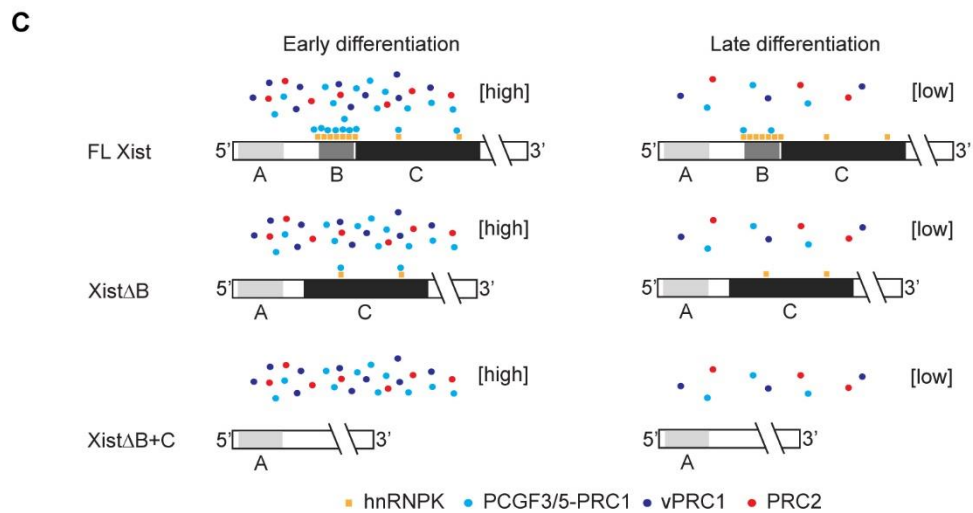 C
Early differentiation
Late differentiation
[high]
[low]
FL Xist
5’
3’
5’
3’
A
B
C
A
B
C
[high]
[low]
XistΔB
5’
3’
5’
3’
A
C
A
C
[high]
[low]
XistΔB+C
5’
3’
5’
3’
A
A
hnRNPK
PCGF3/5-PRC1
vPRC1
PRC2